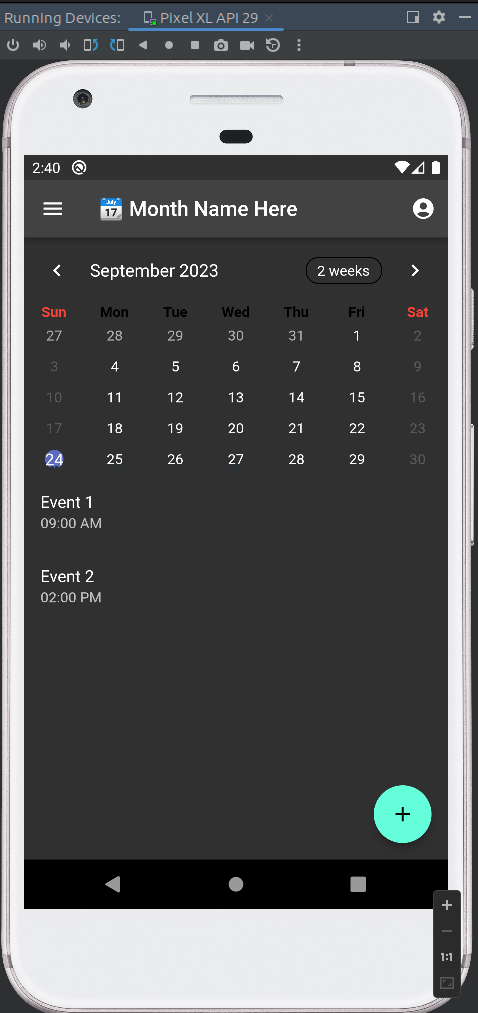 Running Devices: Pixel XL API 29
2:40
July 17 Month Name Here
September 2023 2 weeks
Sun Mon Tue Wed Thu Fri Sat
27 28 29 30 31 1 2
3 4 5 6 7 8 9
10 11 12 13 14 15 16
17 18 19 20 21 22 23
24 25 26 27 28 29 30
Event 1
09:00 AM
Event 2
02:00 PM
+
+
1:1